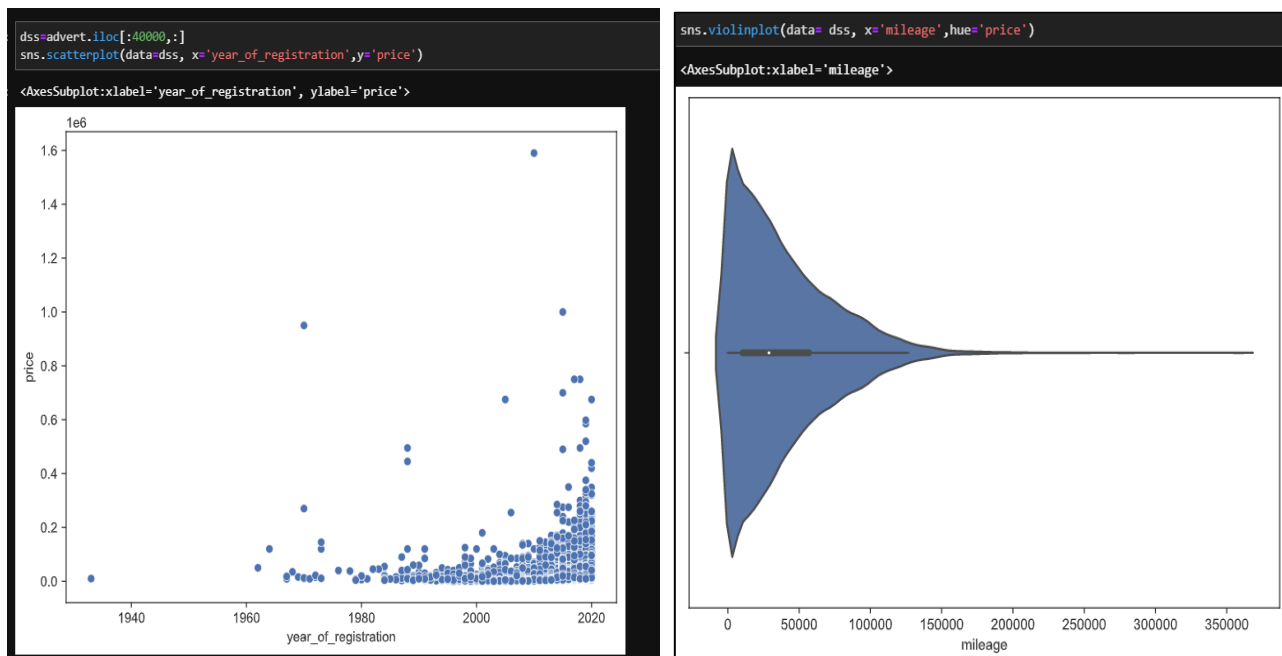 dss=advert.iloc[:40000,:]
sns.scatterplot(data=dss, x='year_of_registration',y='price')
<AxesSubplot:xlabel='year_of_registration', ylabel='price'>
1e6
1.6
1.4
1.2
1.0
0.8
0.6
0.4
0.2
0.0
price
1940
1960
1980
2000
2020
year_of_registration
sns.violinplot(data= dss, x='mileage',hue='price')
<AxesSubplot:xlabel='mileage'>
0
50000
100000
150000
200000
250000
300000
350000
mileage